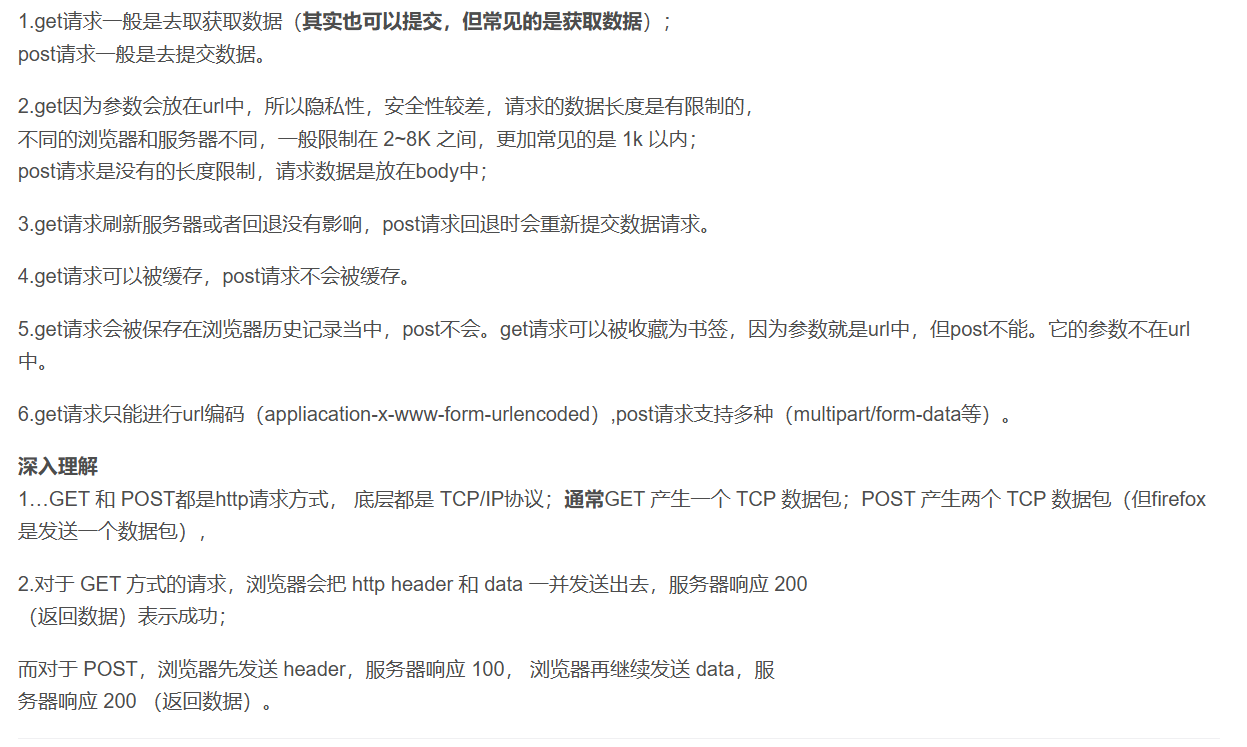 1.get请求一般是去取获取数据（其实也可以提交，但常见的是获取数据）；
post请求一般是去提交数据。
2.get因为参数会放在url中，所以隐私性，安全性较差，请求的数据长度是有限制的，
不同的浏览器和服务器不同，一般限制在 2~8K 之间，更加常见的是 1k 以内；
post请求是没有的长度限制，请求数据是放在body中；
3.get请求刷新服务器或者回退没有影响，post请求回退时会重新提交数据请求。
4.get请求可以被缓存，post请求不会被缓存。
5.get请求会被保存在浏览器历史记录当中，post不会。get请求可以被收藏为书签，因为参数就是url中，但post不能。它的参数不在url
中。
6.get请求只能进行url编码（appliacation-x-www-form-urlencoded）,post请求支持多种（multipart/form-data等）。
深入理解
1…GET 和 POST都是http请求方式， 底层都是 TCP/IP协议；通常GET 产生一个 TCP 数据包；POST 产生两个 TCP 数据包（但firefox
是发送一个数据包），
2.对于 GET 方式的请求，浏览器会把 http header 和 data 一并发送出去，服务器响应 200
（返回数据）表示成功；
而对于 POST，浏览器先发送 header，服务器响应 100， 浏览器再继续发送 data，服
务器响应 200 （返回数据）。